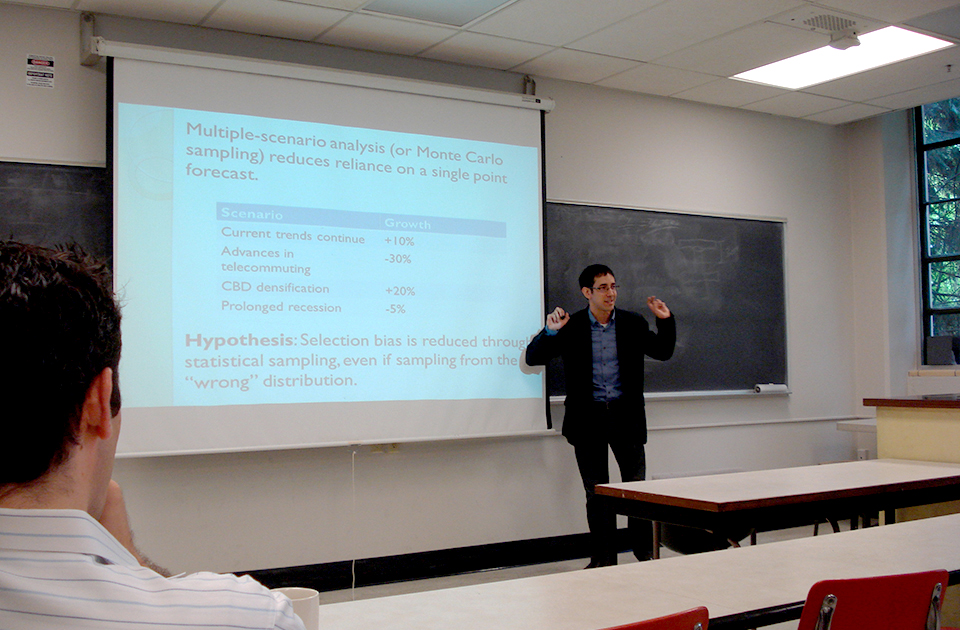 Multiple-scenario analysis (or Monte Carlo
sampling) reduces reliance on a single point
forecast.
Scenario Growth
Current trends continue +10%
Advances in
telecommuting -30%
CBD densification +20%
Prolonged recession -5%
Hypothesis: Selection bias is reduced through
statistical sampling, even if sampling from the
“wrong” distribution.
DANGER